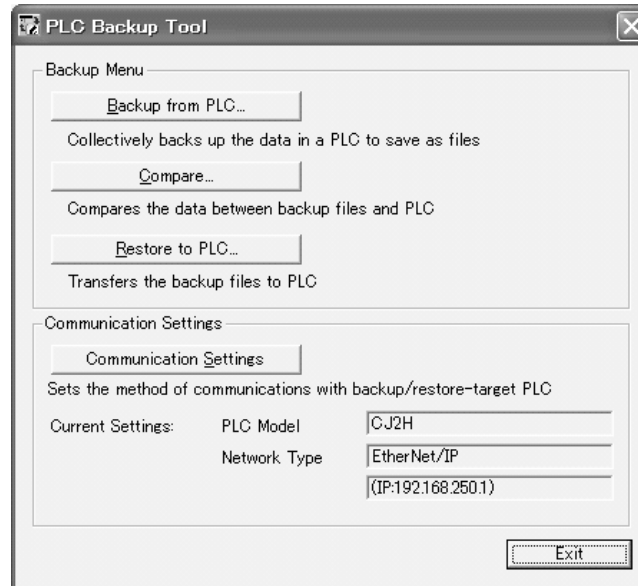 PLC Backup Tool
Backup Menu
Backup from PLC...
Collectively backs up the data in a PLC to save as files
Compare...
Compares the data between backup files and PLC
Restore to PLC...
Transfers the backup files to PLC
Communication Settings
Communication Settings
Sets the method of communications with backup/restore-target PLC
Current Settings: PLC Model CJ2H
Network Type EtherNet/IP
(IP:192.168.250.1)
Exit